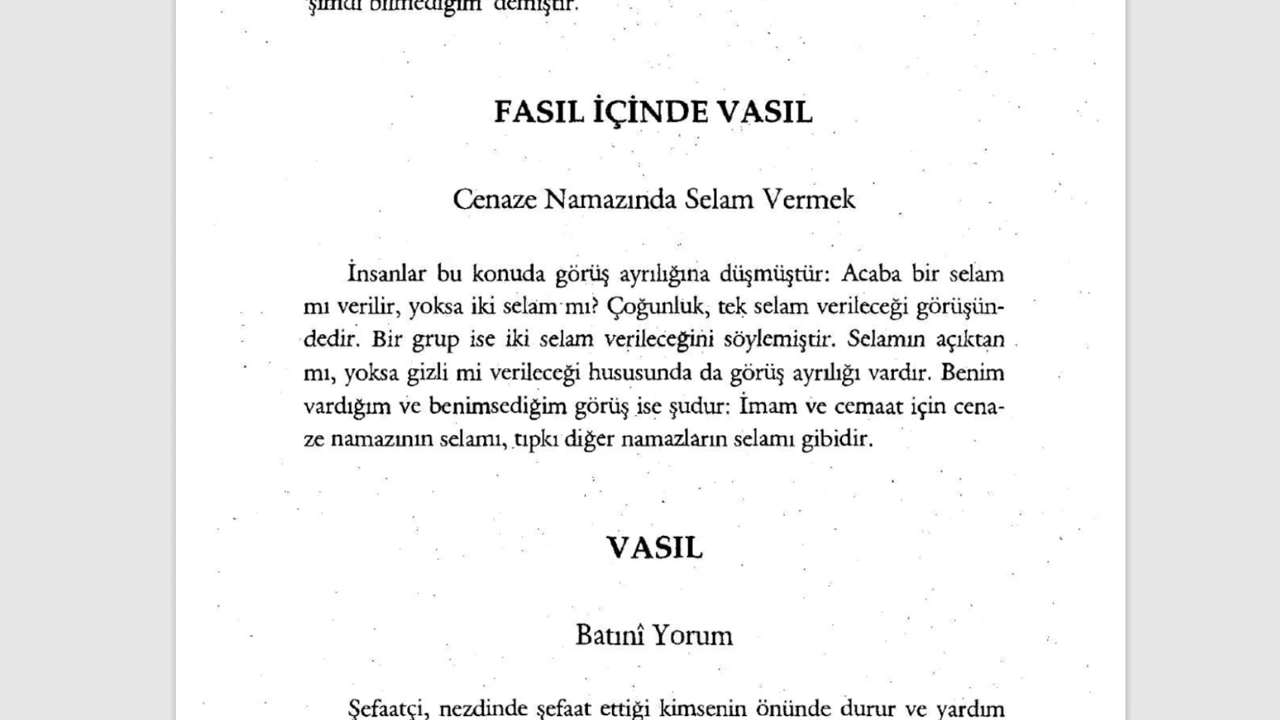 şimdi bilmediğim' demiştir.
FASIL İÇİNDE VASIL
Cenaze Namazında Selam Vermek
İnsanlar bu konuda görüş ayrılığına düşmüştür: Acaba bir selam
mı verilir, yoksa iki selam mı? Çoğunluk, tek selam verileceği görüşün-
dedir. Bir grup ise iki selam verileceğini söylemiştir. Selamın açıktan
mı, yoksa gizli mi verileceği hususunda da görüş ayrılığı vardır. Benim
vardığım ve benimsediğim görüş ise şudur: İmam ve cemaat için cena-
ze namazının selamı, tıpkı diğer namazların selamı gibidir.
VASIL
Batınî Yorum
Şefaatçi, nezdinde şefaat ettiği kimsenin önünde durur ve yardım